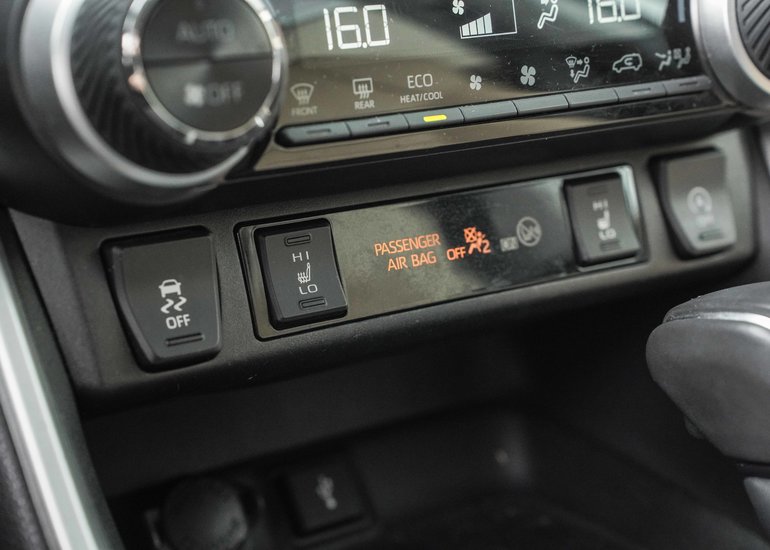 AUTO
OFF
16.0
16.0
FRONT
REAR
ECO
HEAT/COOL
OFF
HI
LO
PASSENGER
AIR BAG
OFF
2
HI
LO